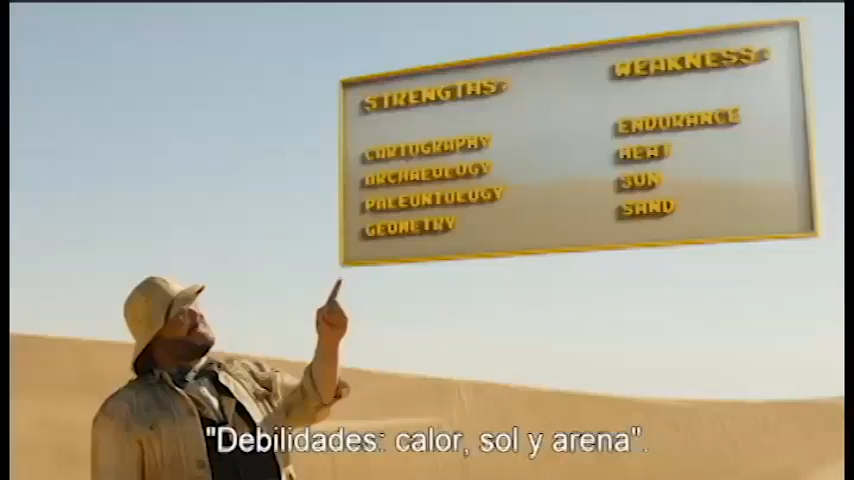 STRENGTHS:
CARTOGRAPHY
ARCHAEOLOGY
PALEONTOLOGY
GEOMETRY
WEAKNESS:
ENDURANCE
HEAT
SUN
SAND
"Debilidades: calor, sol y arena".